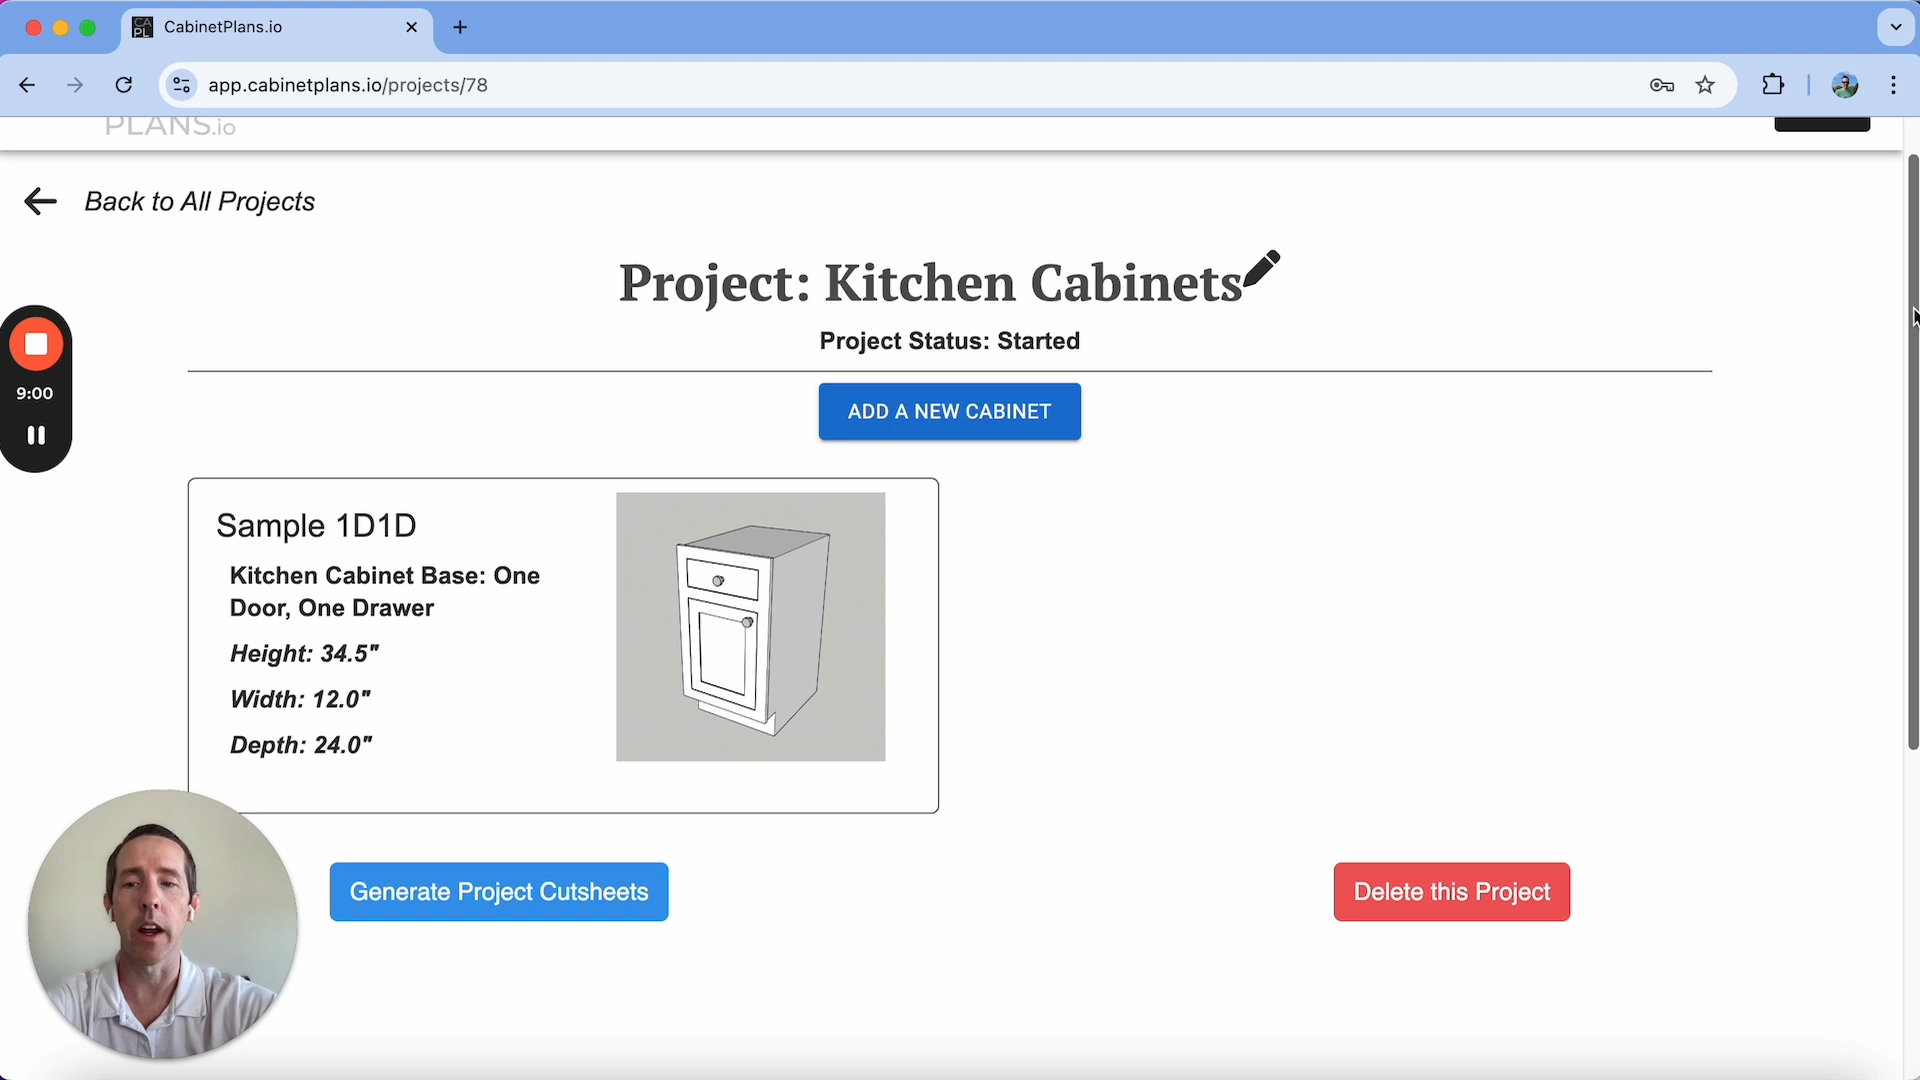 CA
PL
CabinetPlans.io
app.cabinetplans.io/projects/78
PLANS.io
Back to All Projects
Project: Kitchen Cabinets
Project Status: Started
ADD A NEW CABINET
9:00
Sample 1D1D
Kitchen Cabinet Base: One
Door, One Drawer
Height: 34.5"
Width: 12.0"
Depth: 24.0"
Generate Project Cutsheets
Delete this Project